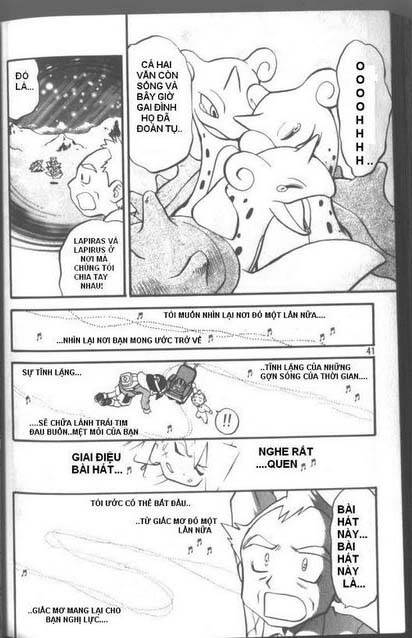 O
O
O
O
H
H
H
H
..
CẢ HAI
VẪN CÒN
SỐNG VÀ
BÂY GIỜ
GAI ĐÌNH
HỌ ĐÃ
ĐOÀN TỤ..
ĐÓ
LÀ...
LAPIRAS VÀ
LAPIRUS Ở
NƠI MÀ
CHÚNG TÔI
CHIA TAY
NHAU!
TÔI MUỐN NHÌN LẠI NƠI ĐÓ MỘT LẦN NỮA....
...NHÌN LẠI NƠI BẠN MONG ƯỚC TRỞ VỀ
41
SỰ TĨNH LẶNG...
..TĨNH LẶNG CỦA NHỮNG
GỢN SÓNG CỦA THỜI GIAN....
....SẼ CHỮA LÀNH TRÁI TIM
ĐAU BUỒN..MỆT MỎI CỦA BẠN
!!
GIAI ĐIỆU
BÀI HÁT...
NGHE RẤT
....QUEN
TÔI ƯỚC CÓ THỂ BẮT ĐẦU..
..TỪ GIẤC MƠ ĐÓ MỘT
LẦN NỮA
BÀI
HÁT
NÀY...
BÀI
HÁT
NÀY
LÀ...
..GIẤC MƠ MANG LẠI CHO
BẠN NGHỊ LỰC....